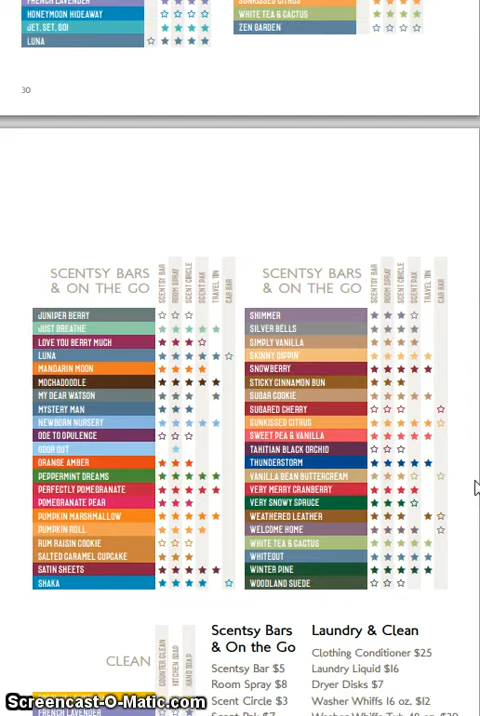 FRENCH LAVENDER
HONEYMOON HIDEAWAY
JET, SET, GO!
LUNA
SUNKISSED CITRUS
WHITE TEA & CACTUS
ZEN GARDEN
30
SCENTSY BARS
& ON THE GO
SCENTSY BAR
ROOM SPRAY
SCENT CIRCLE
SCENT PAK
TRAVEL TIN
CAR BAR
JUNIPER BERRY
JUST BREATHE
LOVE YOU BERRY MUCH
LUNA
MANDARIN MOON
MOCHADOODLE
MY DEAR WATSON
MYSTERY MAN
NEWBORN NURSERY
ODE TO OPULENCE
ODOR OUT
ORANGE AMBER
PEPPERMINT DREAMS
PERFECTLY POMEGRANATE
POMEGRANATE PEAR
PUMPKIN MARSHMALLOW
PUMPKIN ROLL
RUM RAISIN COOKIE
SALTED CARAMEL CUPCAKE
SATIN SHEETS
SHAKA
SCENTSY BARS
& ON THE GO
SCENTSY BAR
ROOM SPRAY
SCENT CIRCLE
SCENT PAK
TRAVEL TIN
CAR BAR
SHIMMER
SILVER BELLS
SIMPLY VANILLA
SKINNY DIPPIN'
SNOWBERRY
STICKY CINNAMON BUN
SUGAR COOKIE
SUGARED CHERRY
SUNKISSED CITRUS
SWEET PEA & VANILLA
TAHITIAN BLACK ORCHID
THUNDERSTORM
VANILLA BEAN BUTTERCREAM
VERY MERRY CRANBERRY
VERY SNOWY SPRUCE
WEATHERED LEATHER
WELCOME HOME
WHITE TEA & CACTUS
WHITEOUT
WINTER PINE
WOODLAND SUEDE
CLEAN
COUNTER CLEAN
KITCHEN SOAP
HAND SOAP
FRENCH LAVENDER
Scentsy Bars
& On the Go
Scentsy Bar $5
Room Spray $8
Scent Circle $3
Scent Pak $7
Laundry & Clean
Clothing Conditioner $25
Laundry Liquid $16
Dryer Disks $7
Washer Whiffs 16 oz. $12
Washer Whiffs Tub 48 oz. $30
Screencast-O-Matic.com